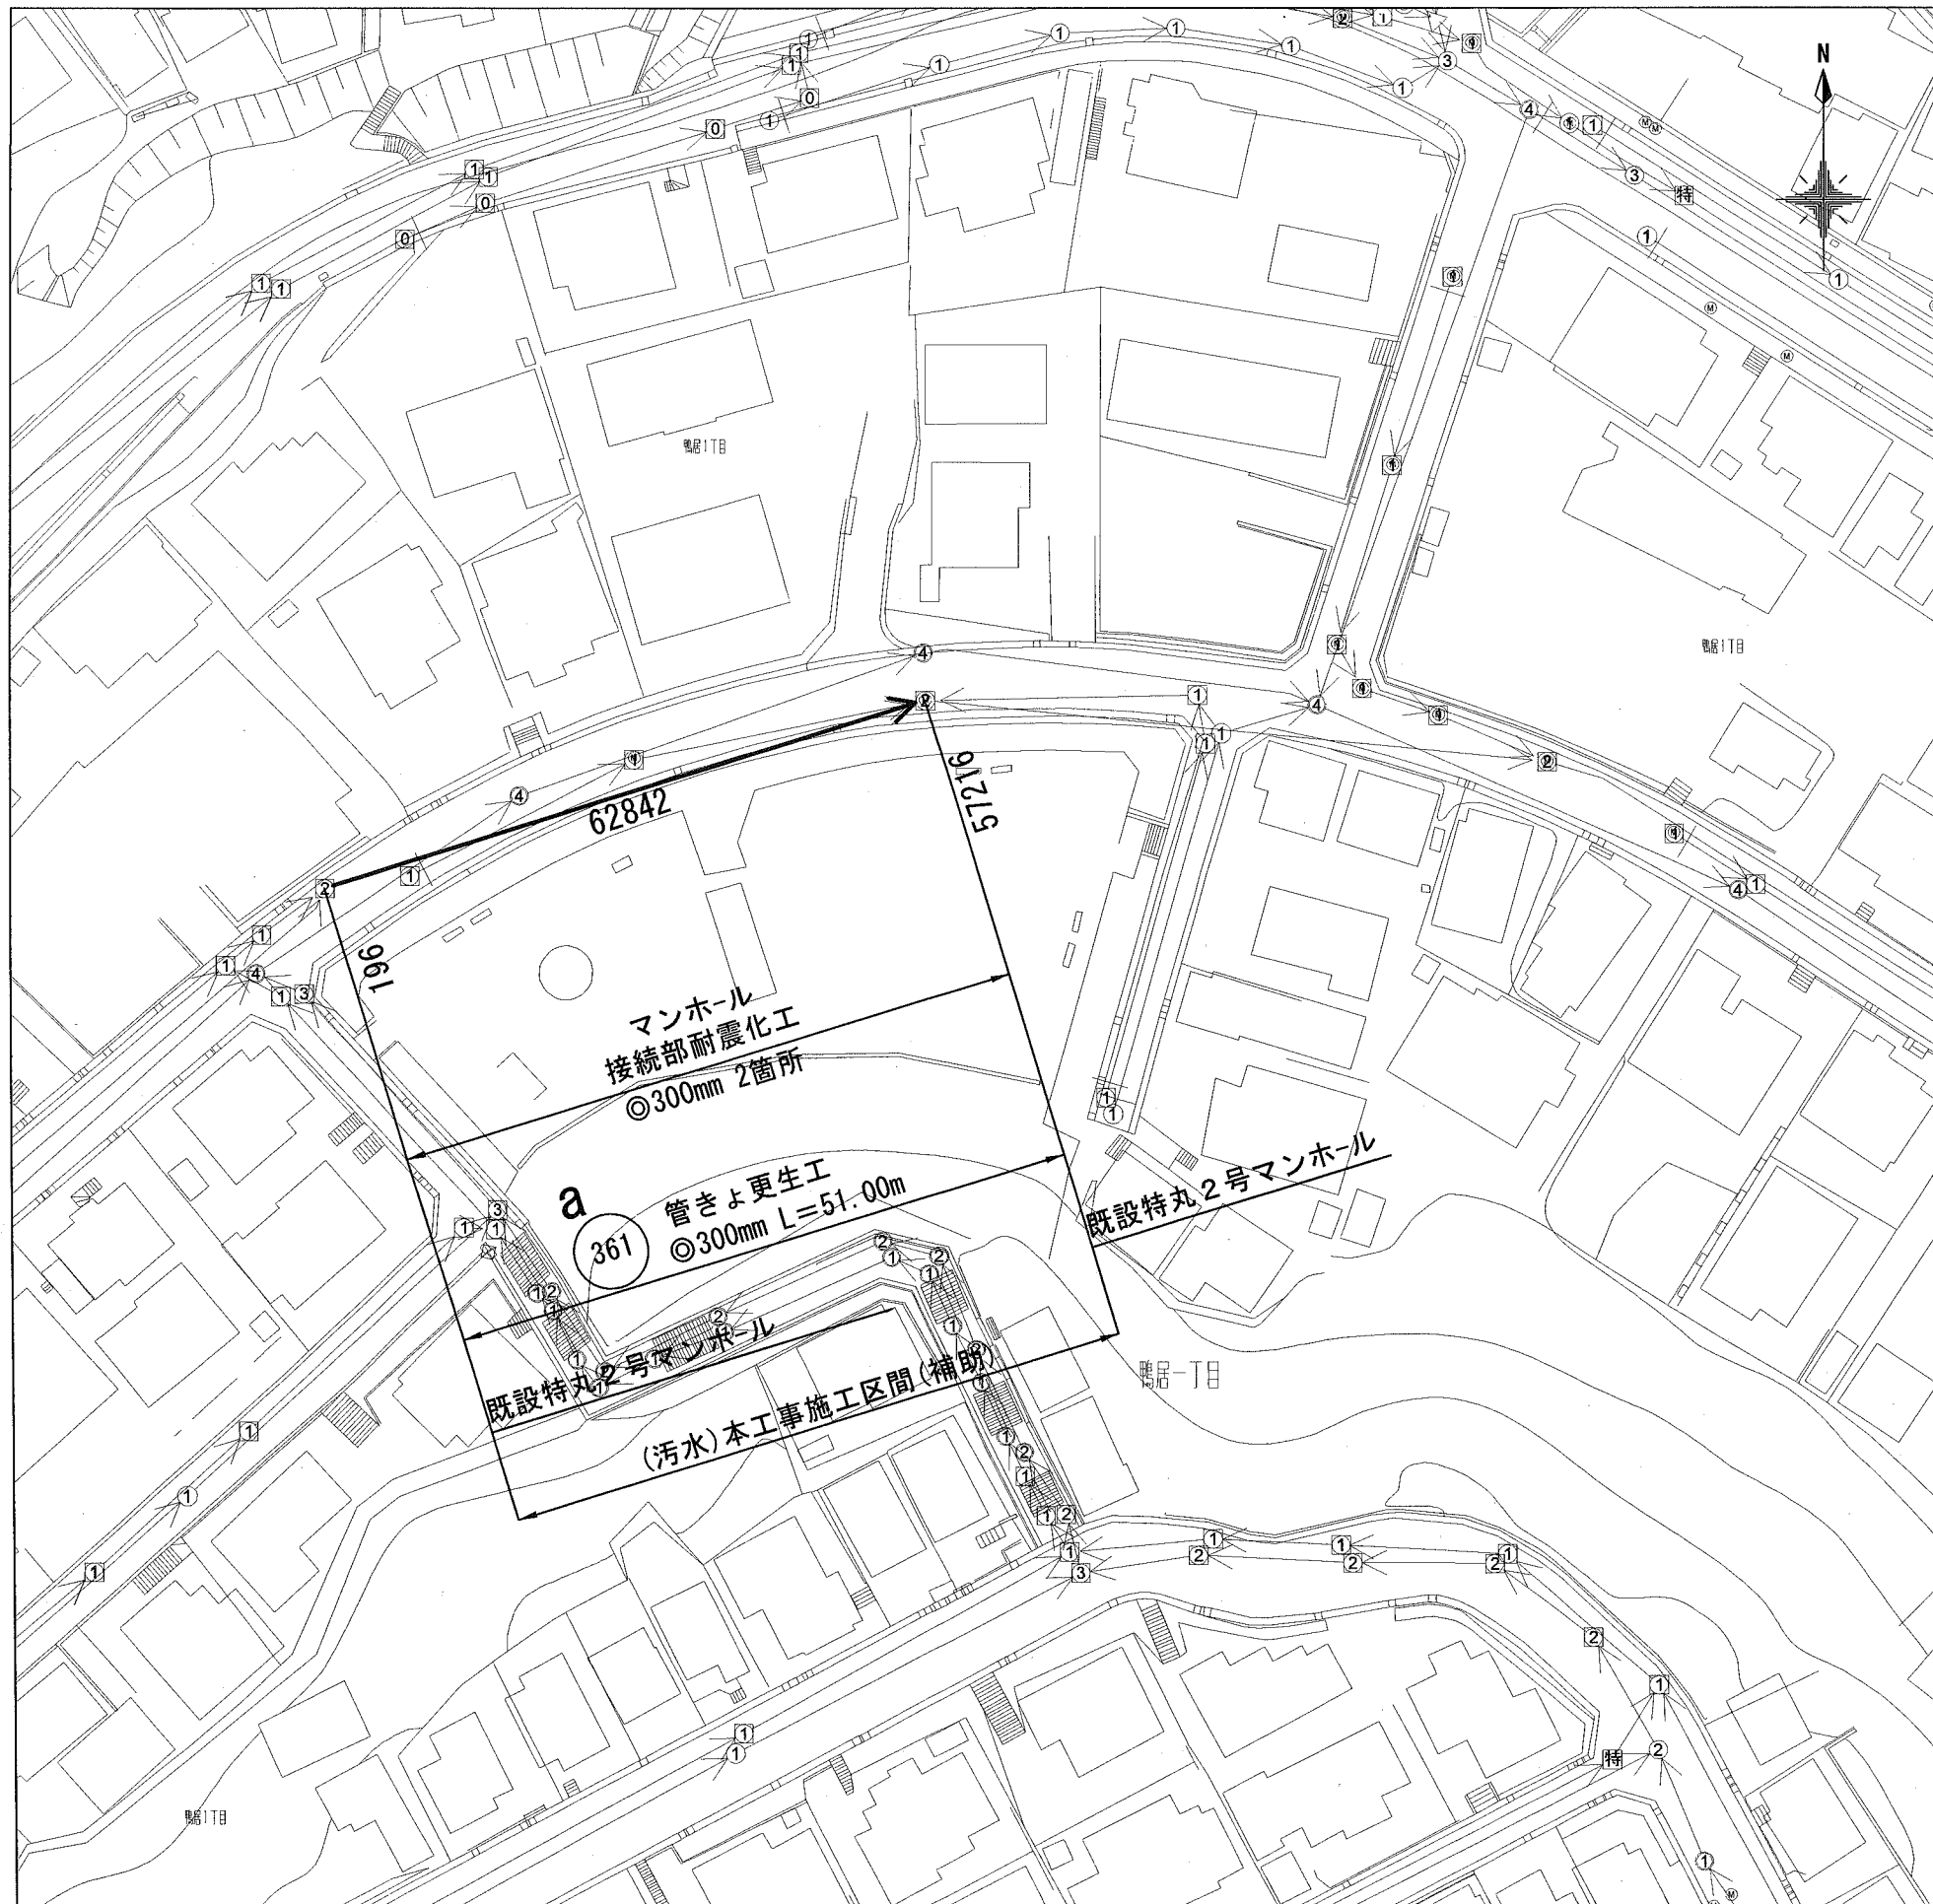 N
鴨居1丁目
鴨居1丁目
62842
57216
196
マンホール
接続部耐震化工
◎300mm 2箇所
a
361
管きょ更生工
◎300mm L=51.00m
既設特丸2号マンホール
既設特丸2号マンホール
(汚水)本工事施工区間(補助)
鴨居一丁目
鴨居1丁目
特
特